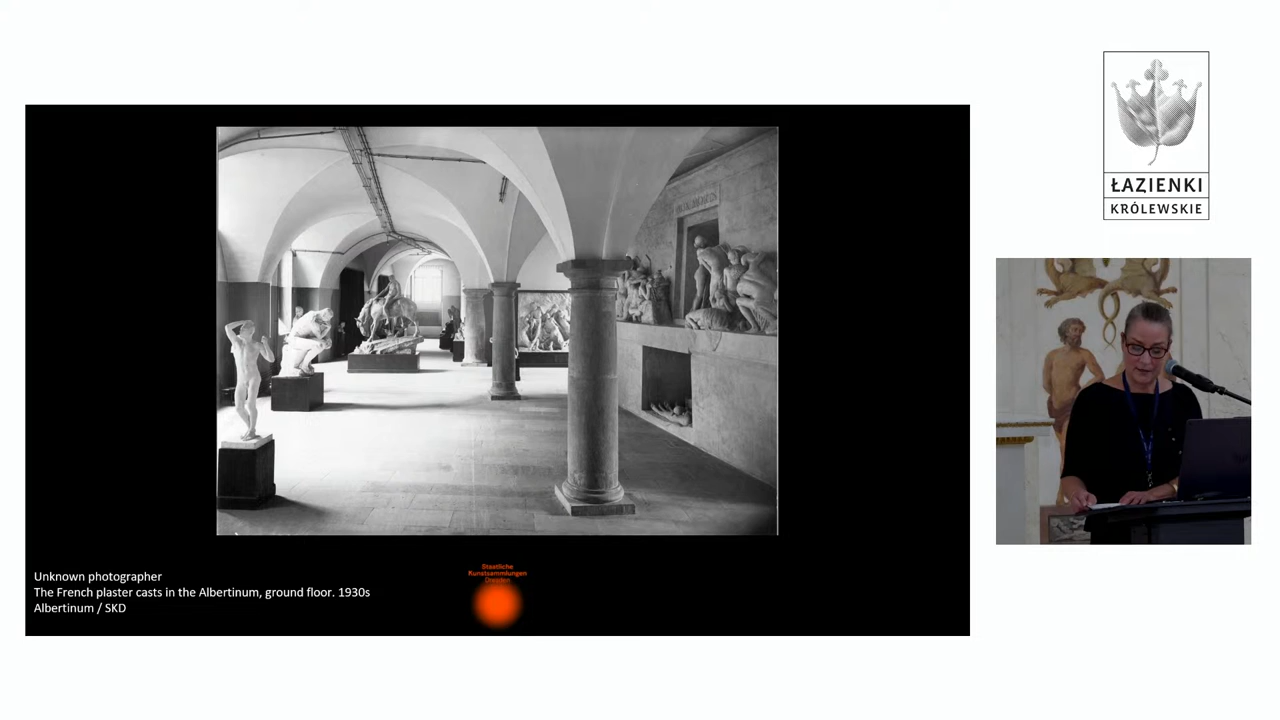 ŁAZIENKI
KRÓLEWSKIE
Unknown photographer
The French plaster casts in the Albertinum, ground floor. 1930s
Albertinum / SKD
Staatliche
Kunstsammlungen
Dresden